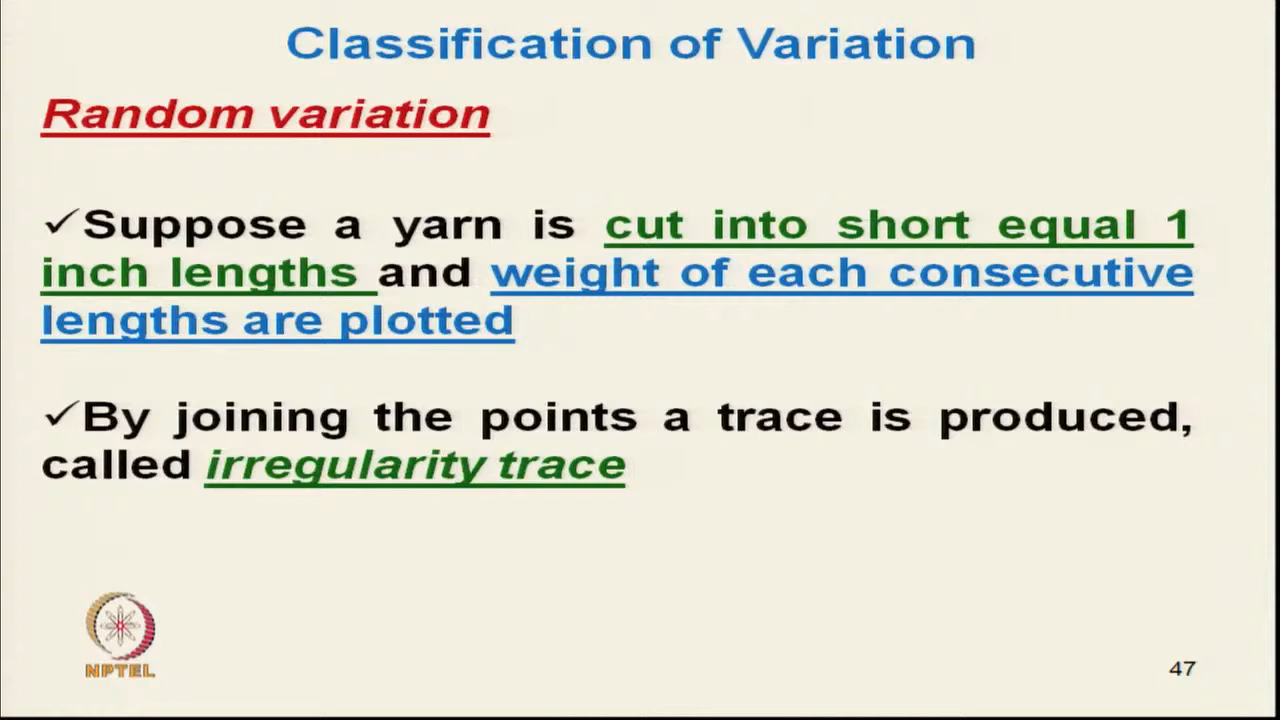 Classification of Variation
Random variation
✓Suppose a yarn is cut into short equal 1
inch lengths and weight of each consecutive
lengths are plotted
✓By joining the points a trace is produced,
called irregularity trace
NPTEL
47